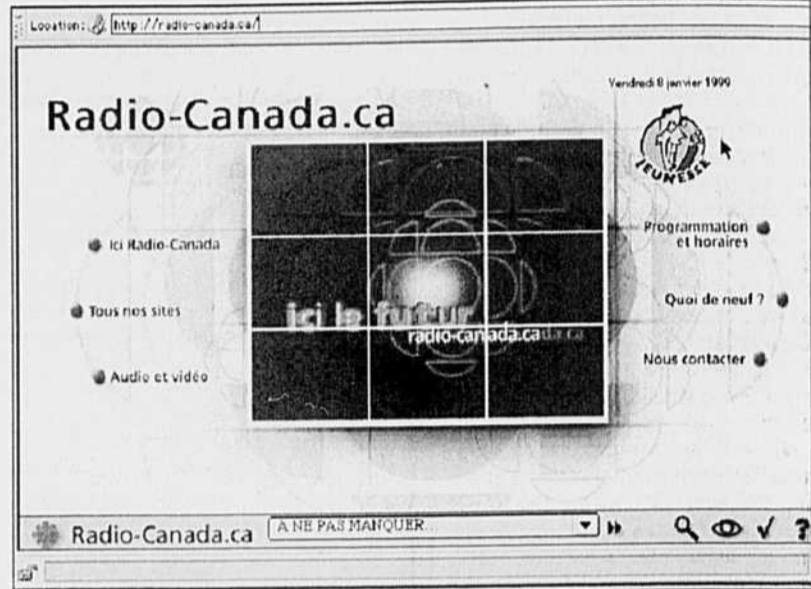 Location: http://radio-canada.ca/
Vendredi 8 janvier 1999
Radio-Canada.ca
JEUNESSE
Ici Radio-Canada
Tous nos sites
Audio et vidéo
ici le futur
radio-canada.ca
Programmation
et horaires
Quoi de neuf ?
Nous contacter
Radio-Canada.ca
A NE PAS MANQUER...